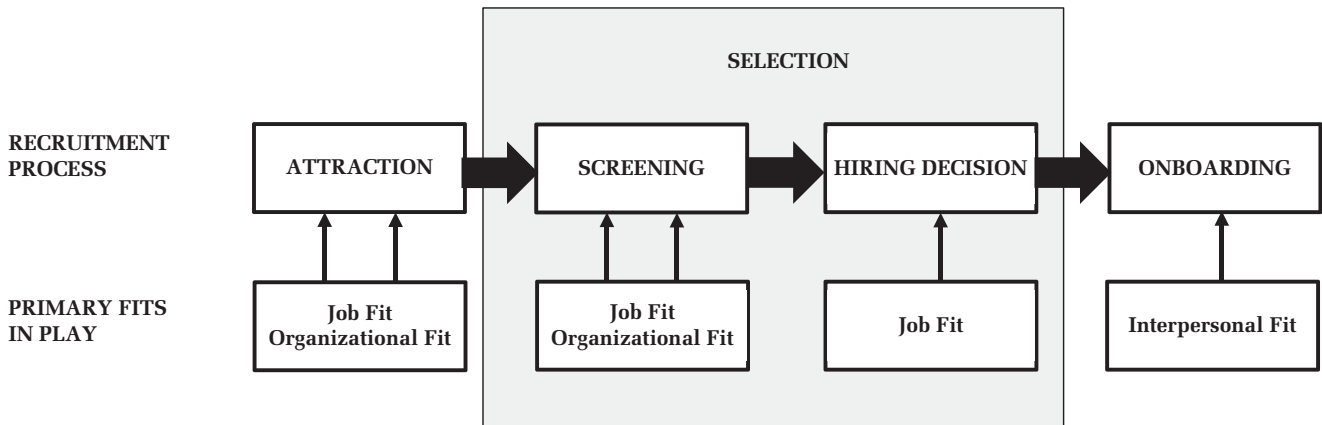 SELECTION
RECRUITMENT
PROCESS
ATTRACTION
SCREENING
HIRING DECISION
ONBOARDING
PRIMARY FITS
IN PLAY
Job Fit
Organizational Fit
Job Fit
Organizational Fit
Job Fit
Interpersonal Fit